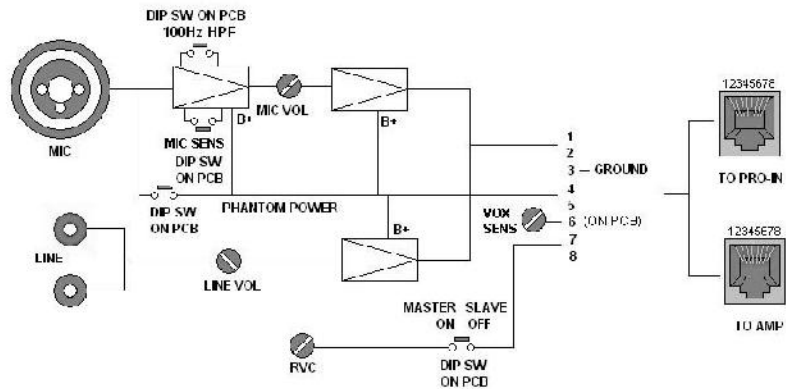 DIP SW ON PCB
100Hz HPF
MIC
B+
MIC VOL
MIC SENS
DIP SW
ON PCB
B+
DIP SW
ON PCB
PHANTOM POWER
LINE
LINE VOL
B+
VOX
SENS
1
2
3
GROUND
4
5
6
(ON PCB)
7
8
MASTER SLAVE
ON OFF
RVC
DIP SW
ON PCD
12345678
TO PRO-IN
12345678
TO AMP